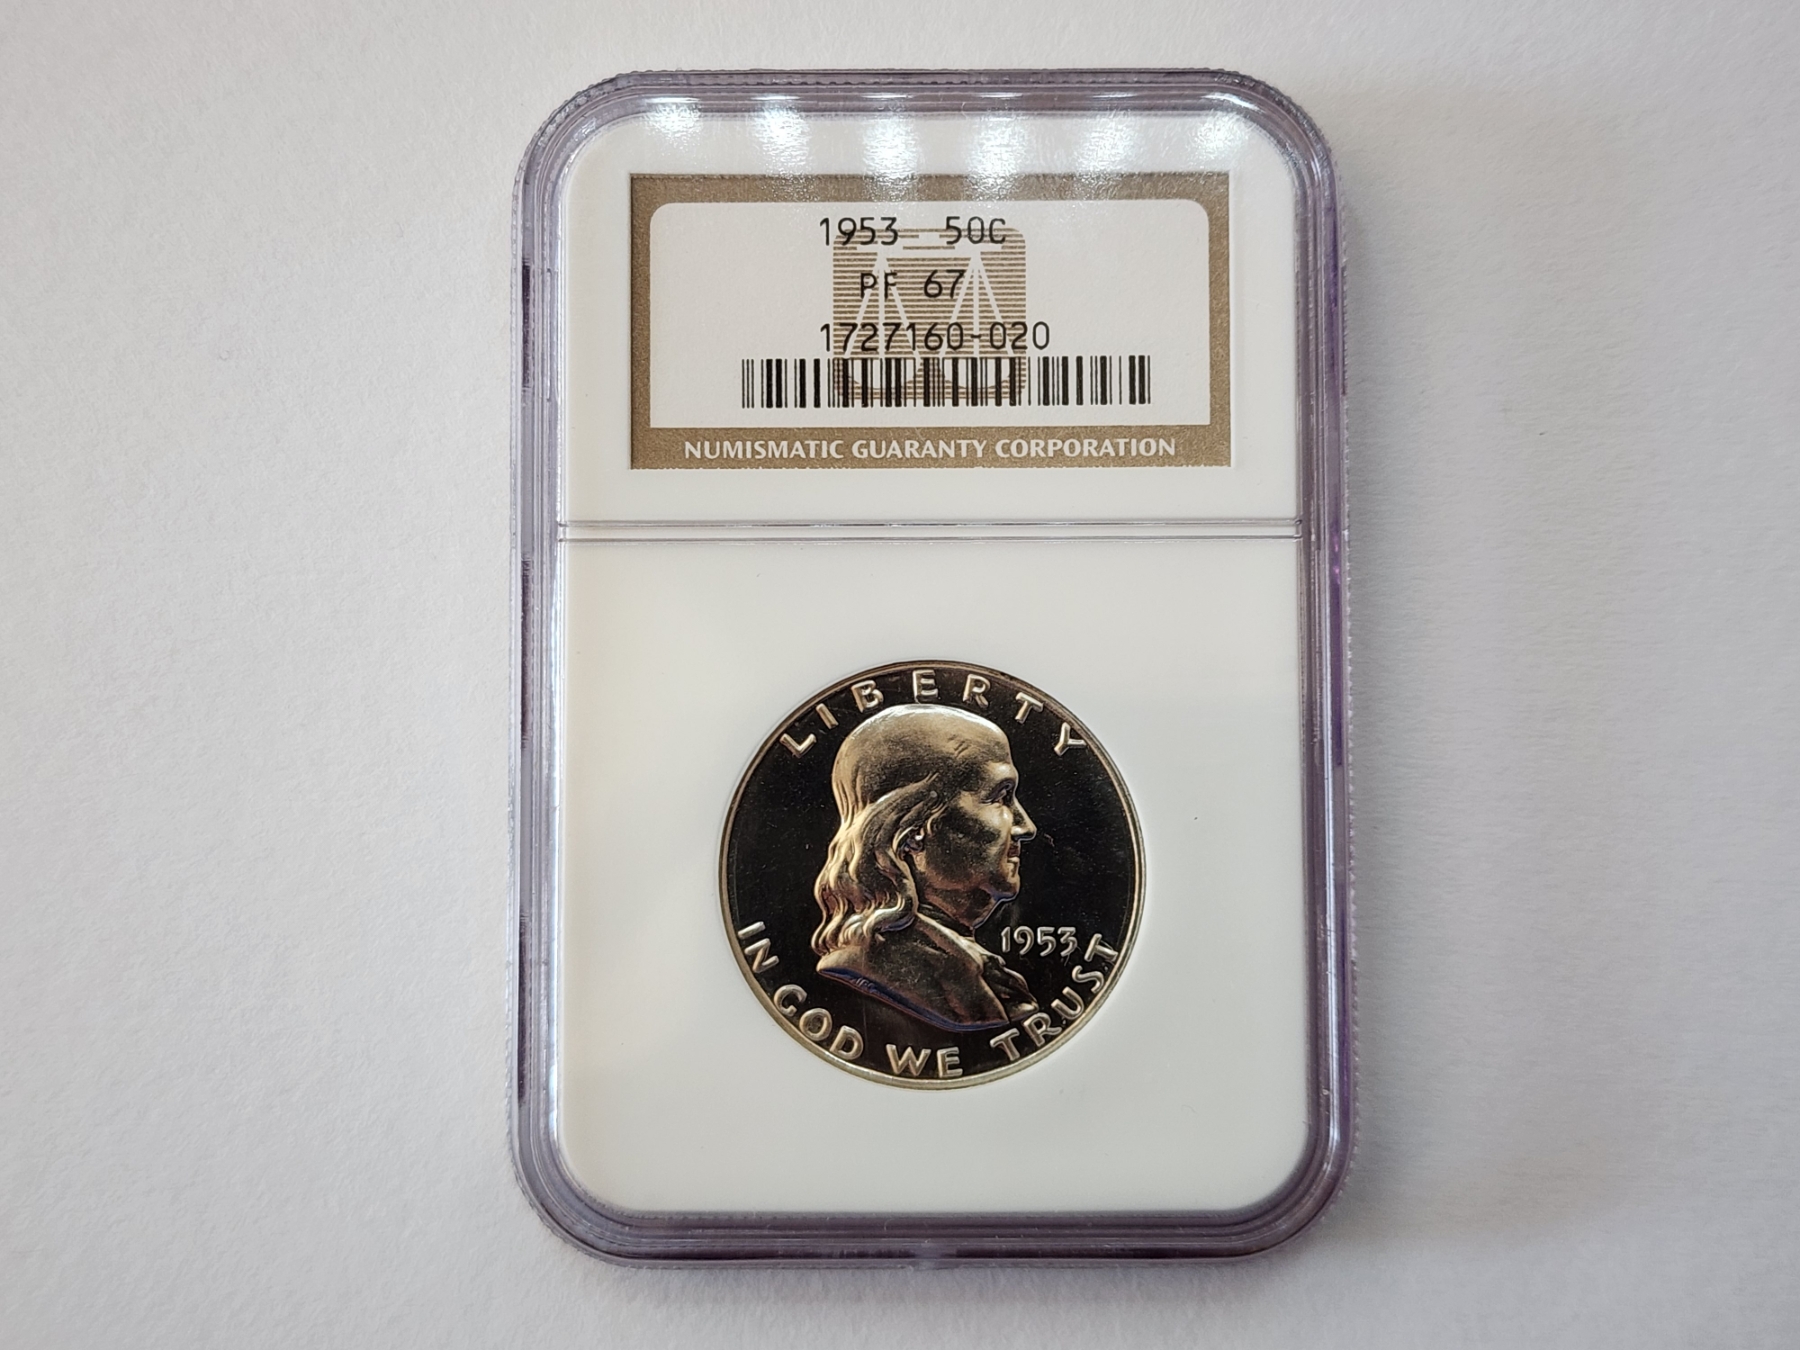 1953 50C
PF 67
1727160-020
NUMISMATIC GUARANTY CORPORATION
LIBERTY
1953
IN GOD WE TRUST